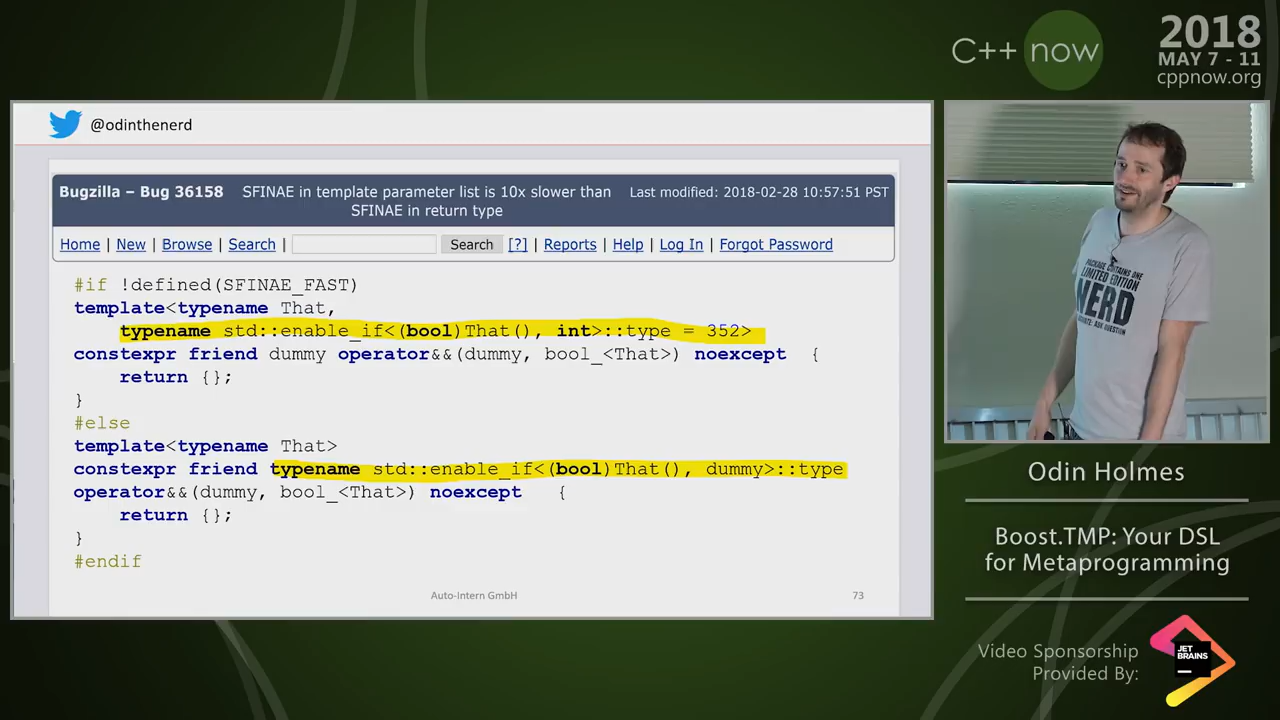 C++ now
2018
MAY 7 - 11
cppnow.org
@odinthenerd
Bugzilla – Bug 36158 SFINAE in template parameter list is 10x slower than Last modified: 2018-02-28 10:57:51 PST
SFINAE in return type
Home | New | Browse | Search | Search [?] | Reports | Help | Log In | Forgot Password
#if !defined(SFINAE_FAST)
template<typename That,
typename std::enable_if<(bool)That(), int>::type = 352>
constexpr friend dummy operator&&(dummy, bool_<That>) noexcept {
return {};
}
#else
template<typename That>
constexpr friend typename std::enable_if<(bool)That(), dummy>::type
operator&&(dummy, bool_<That>) noexcept {
return {};
}
#endif
Auto-Intern GmbH
73
PACKAGE CONTAINS ONE
LIMITED EDITION
NERD
Odin Holmes
Boost.TMP: Your DSL
for Metaprogramming
Video Sponsorship
Provided By:
JET
BRAINS